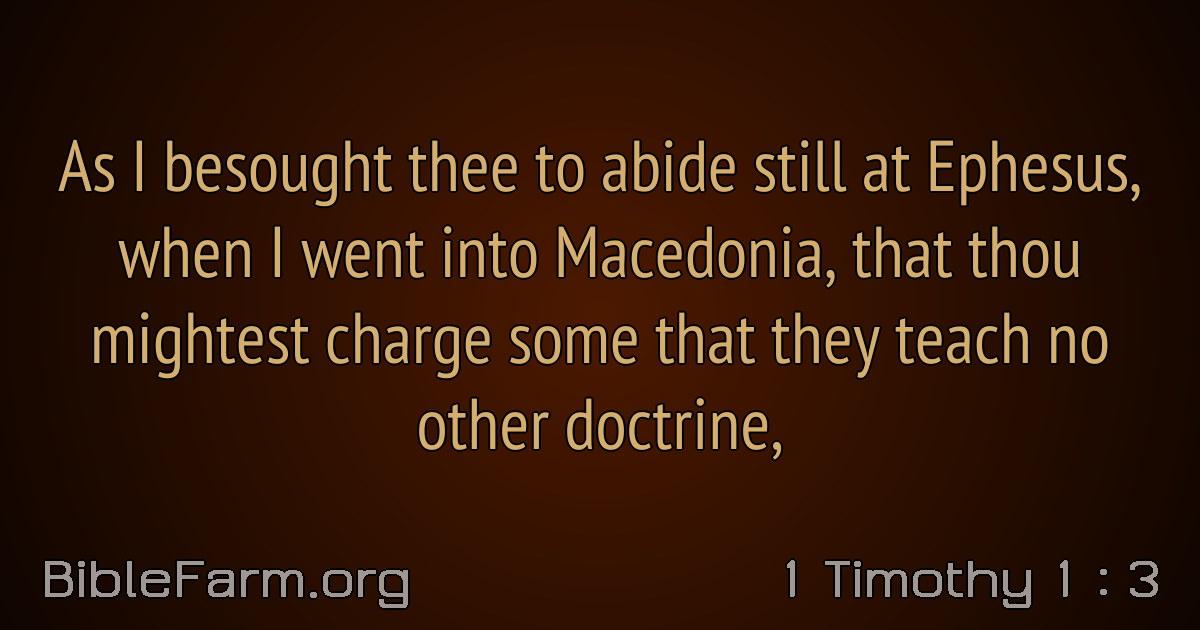 As I besought thee to abide still at Ephesus,
when I went into Macedonia, that thou
mightest charge some that they teach no
other doctrine,
BibleFarm.org
1 Timothy 1 : 3